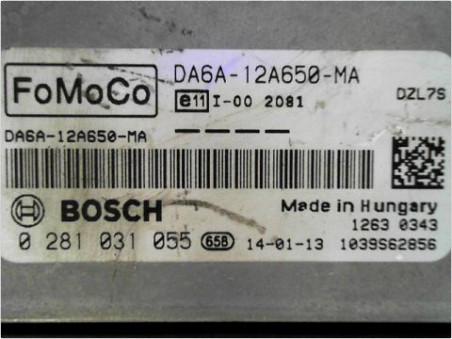 FoMoCo
DA6A-12A650-MA
e11 I-00 2081
DZL7S
DA6A-12A650-MA
BOSCH
Made in Hungary
1263 0343
0 281 031 055 65B 14-01-13 1039S62856